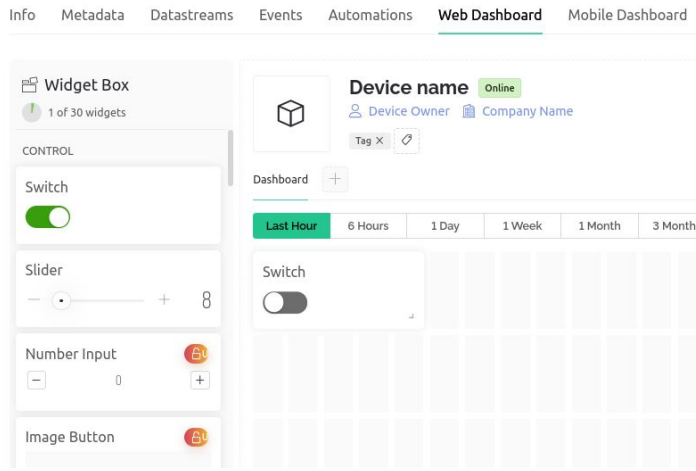 Info Metadata Datastreams Events Automations Web Dashboard Mobile Dashboard
Widget Box
1 of 30 widgets
CONTROL
Switch
Slider
8
Number Input
0
Image Button
Device name Online
Device Owner Company Name
Tag X
Dashboard
Last Hour 6 Hours 1 Day 1 Week 1 Month 3 Month
Switch